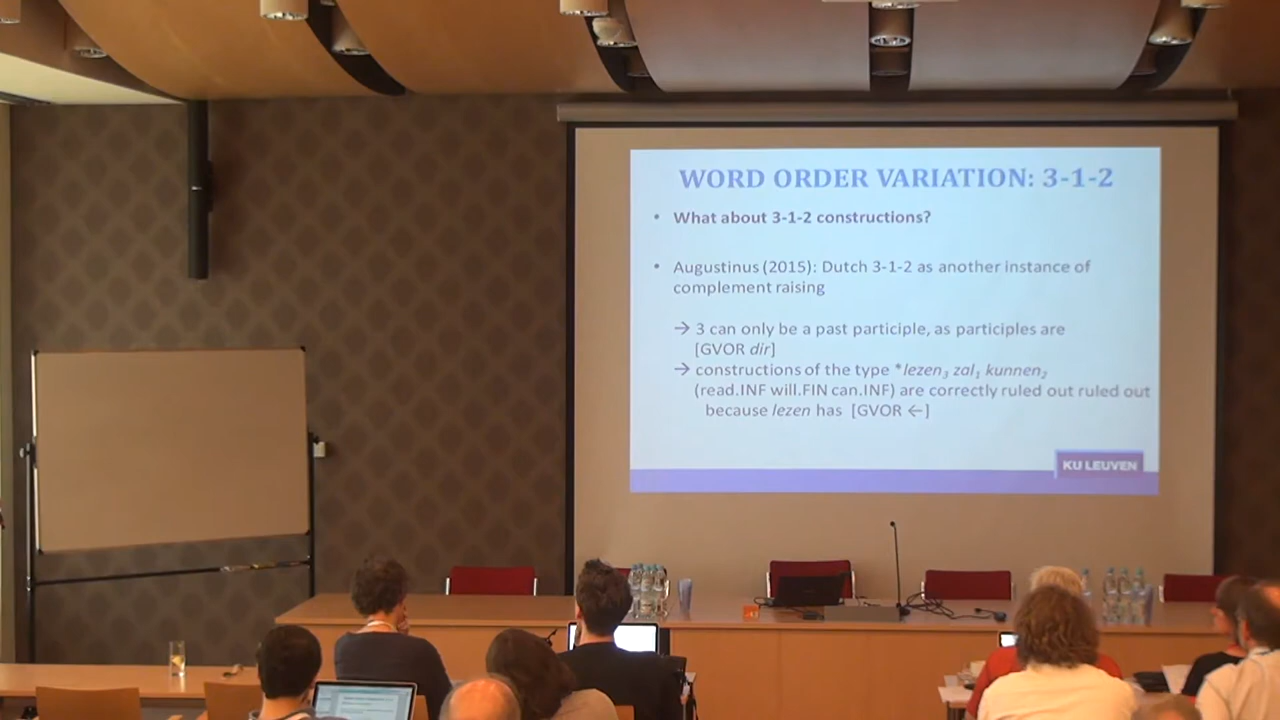 WORD ORDER VARIATION: 3-1-2
• What about 3-1-2 constructions?
• Augustinus (2015): Dutch 3-1-2 as another instance of
complement raising
→ 3 can only be a past participle, as participles are
[GVOR dir]
→ constructions of the type *lezen₃ zal₁ kunnen₂
(read.INF will.FIN can.INF) are correctly ruled out ruled out
because lezen has [GVOR ←]
KU LEUVEN